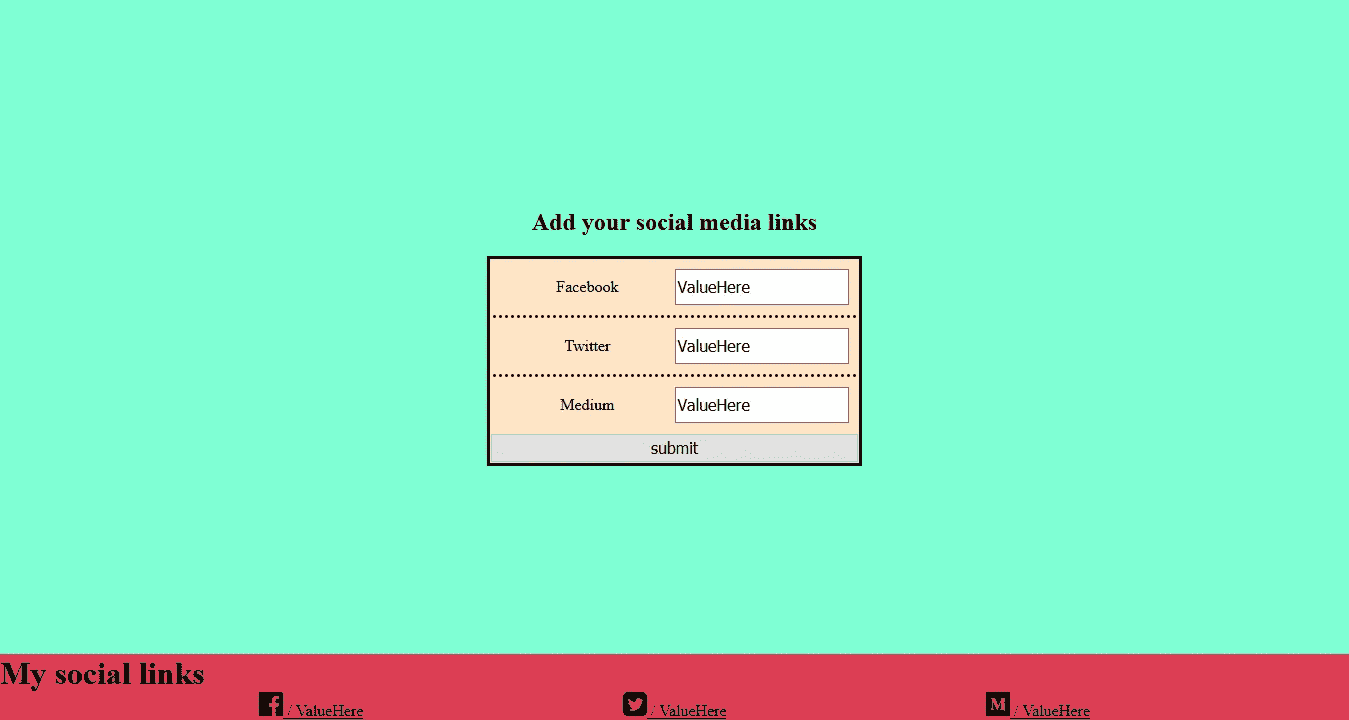 Add your social media links
Facebook ValueHere
Twitter ValueHere
Medium ValueHere
submit
My social links
/ ValueHere / ValueHere M / ValueHere